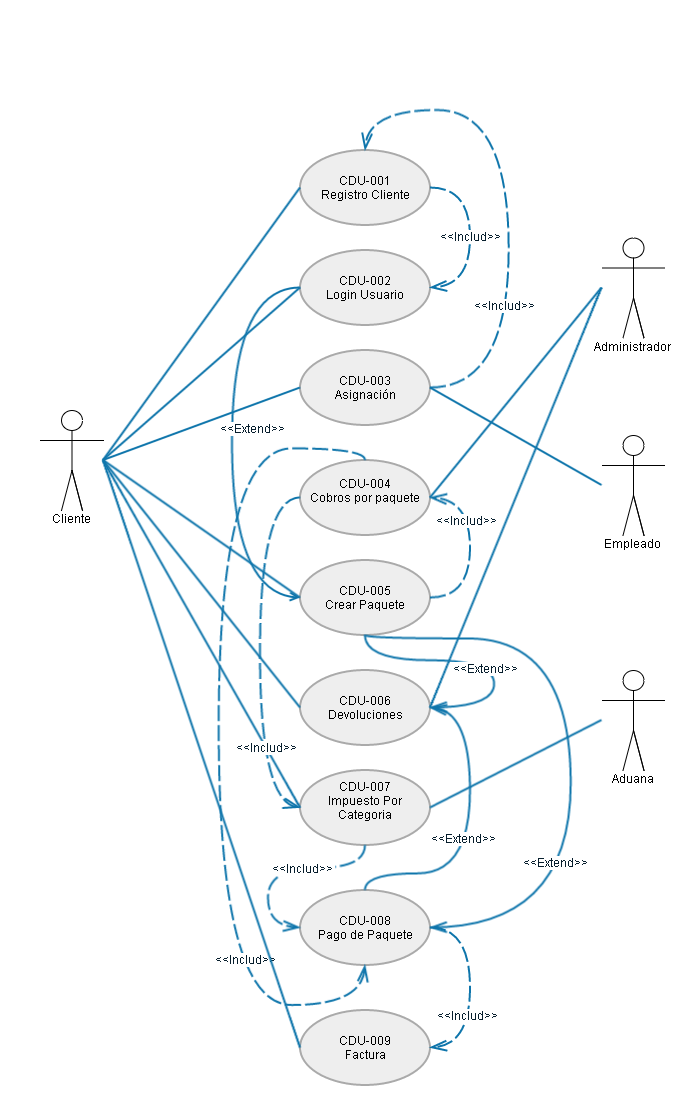 CDU-001
Registro Cliente
<<Includ>>
CDU-002
Login Usuario
<<Includ>>
Administrador
CDU-003
Asignación
<<Extend>>
CDU-004
Cobros por paquete
Cliente
<<Includ>>
Empleado
CDU-005
Crear Paquete
<<Extend>>
CDU-006
Devoluciones
<<Includ>>
Aduana
CDU-007
Impuesto Por
Categoria
<<Extend>>
<<Includ>>
<<Extend>>
CDU-008
Pago de Paquete
<<Includ>>
<<Includ>>
CDU-009
Factura